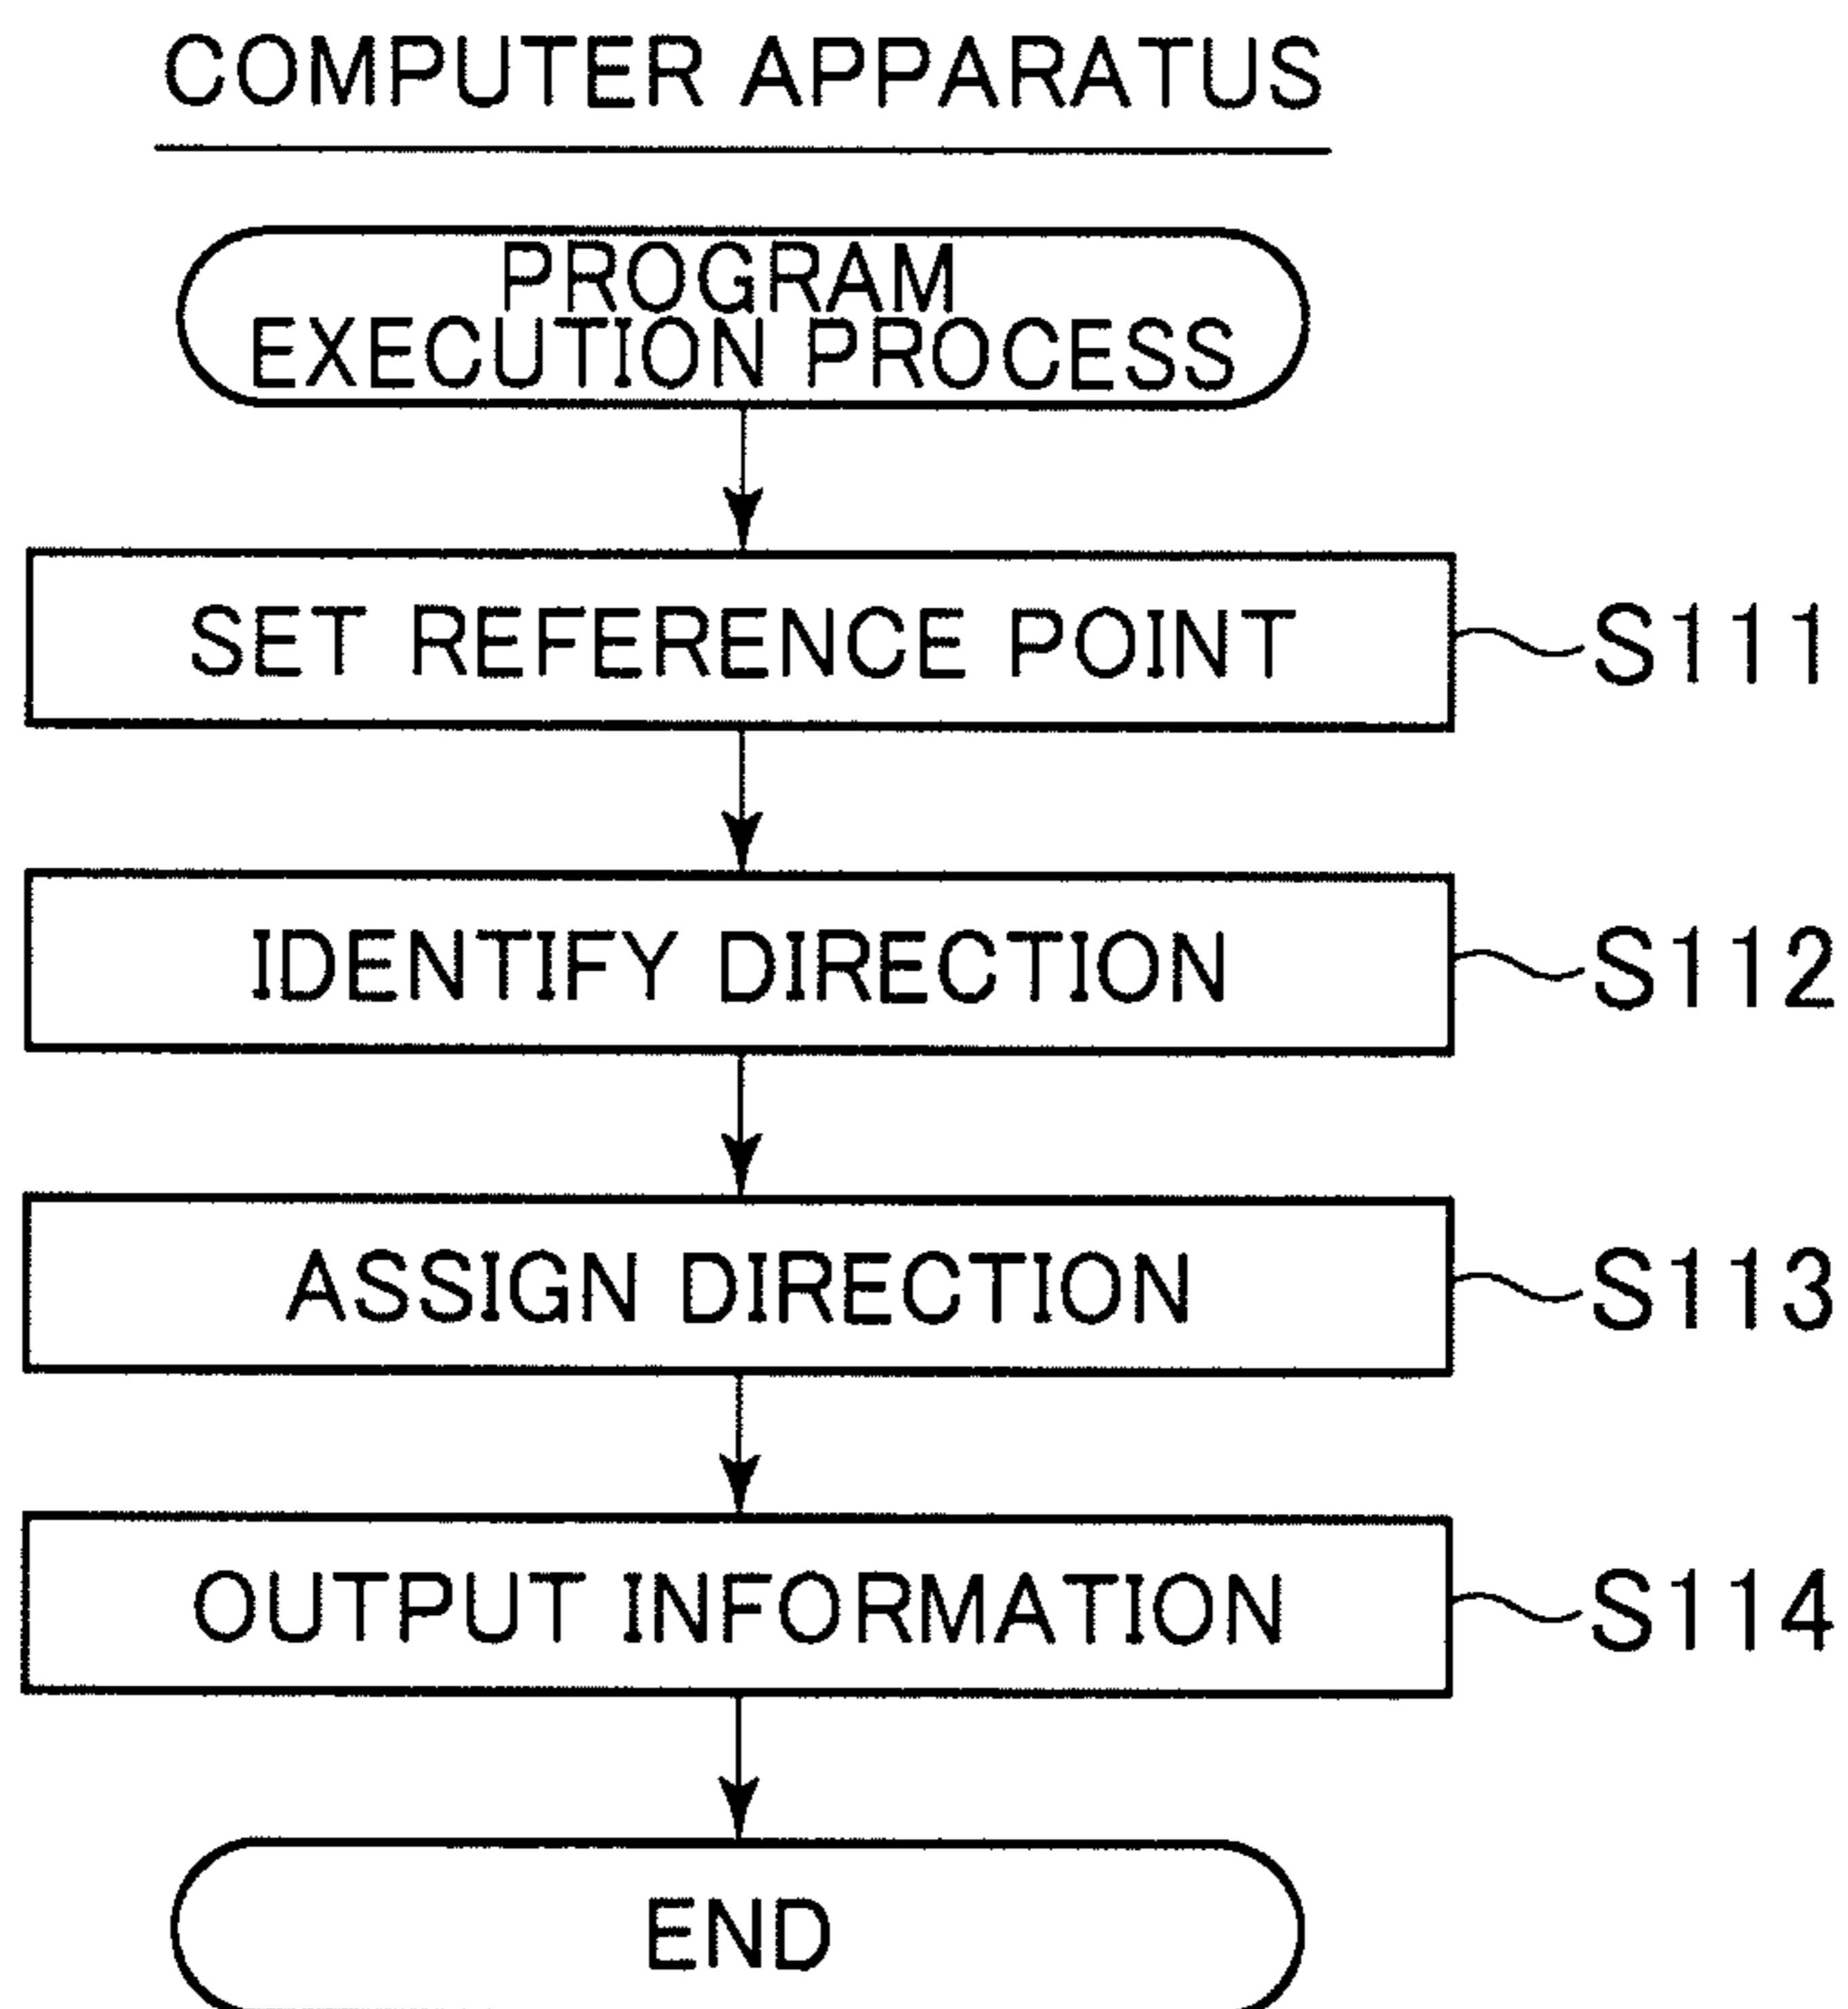 COMPUTER APPARATUS
PROGRAM
EXECUTION PROCESS
SET REFERENCE POINT
S111
IDENTIFY DIRECTION
S112
ASSIGN DIRECTION
S113
OUTPUT INFORMATION
S114
END